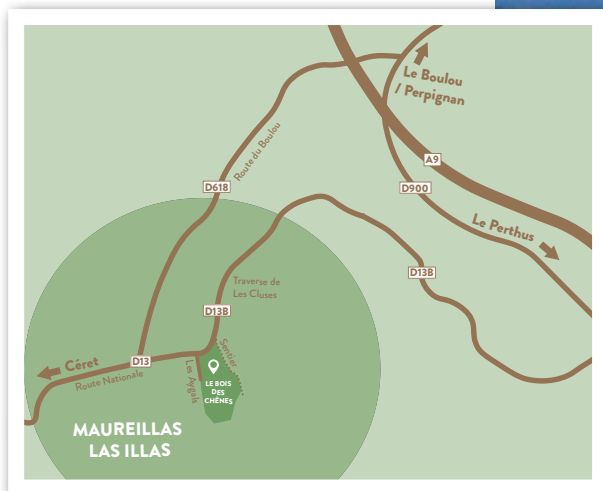 Le Boulou
/ Perpignan
Route du Boulou
A9
D618
D900
Le Perthus
D13B
Traverse de
Les Cluses
D13B
Sentier
D13
Céret
Route Nationale
Les Aygals
LE BOIS
DES
CHÊNES
MAUREILLAS
LAS ILLAS